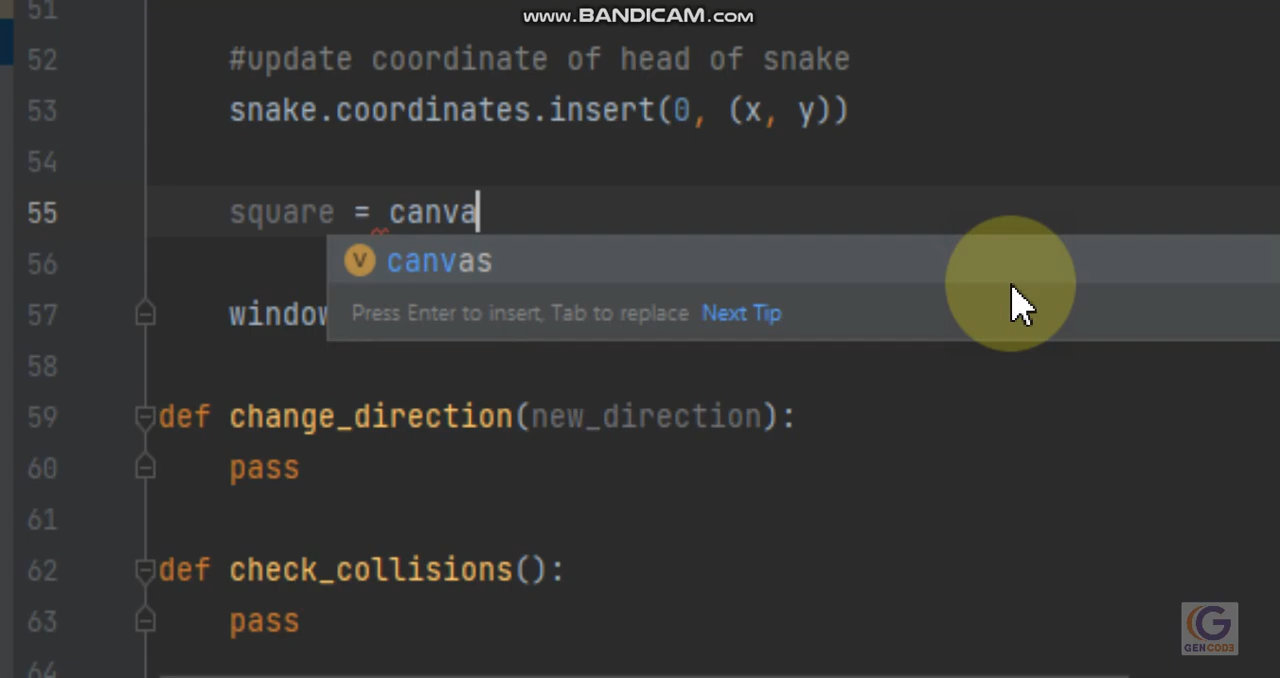 www.BANDICAM.com
51
52 #update coordinate of head of snake
53 snake.coordinates.insert(0, (x, y))
54
55 square = canva
56 canvas
Press Enter to insert, Tab to replace Next Tip
57 window
58
59 def change_direction(new_direction):
60 pass
61
62 def check_collisions():
63 pass
64
GENCODE